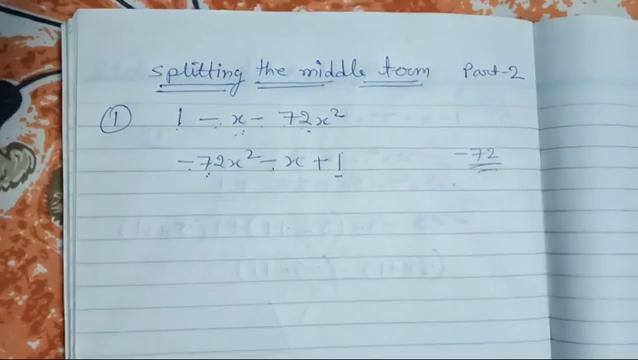 Splitting the middle term Part-2
① 1 - x - 72x²
-72x² - x + 1 -72